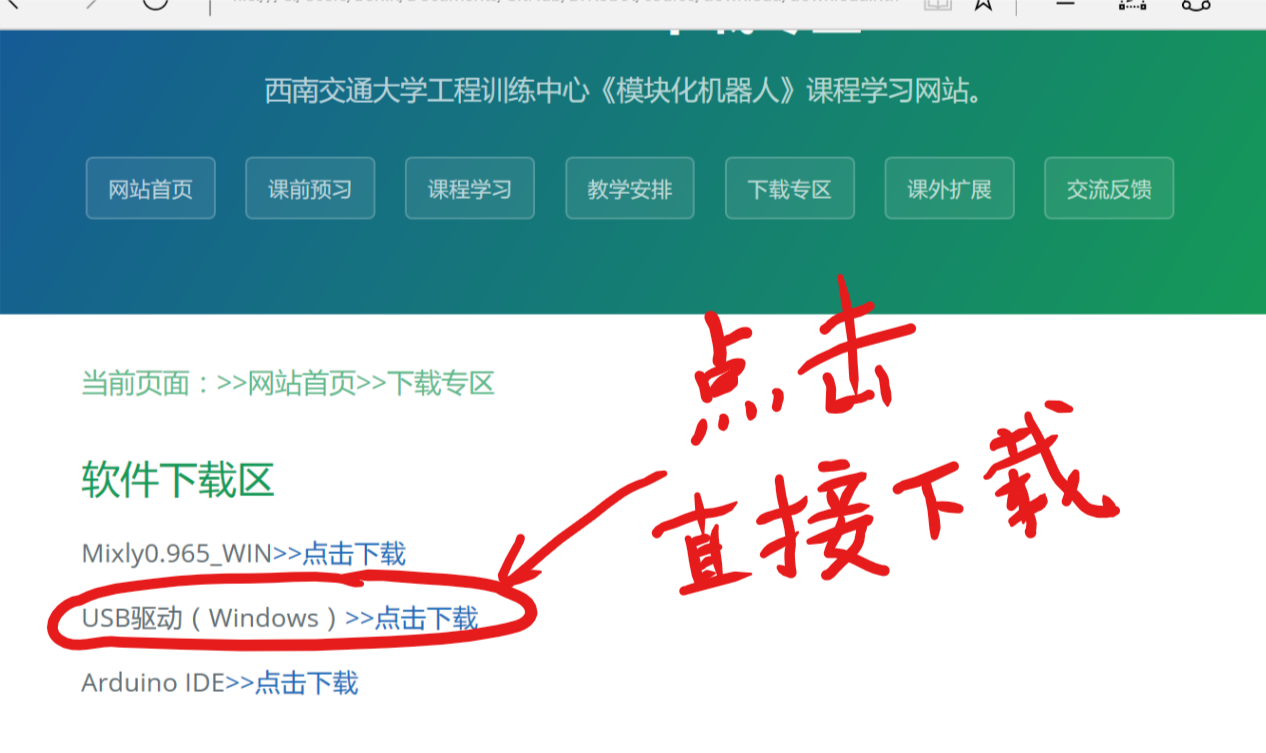 西南交通大学工程训练中心《模块化机器人》课程学习网站。
网站首页 课前预习 课程学习 教学安排 下载专区 课外扩展 交流反馈
当前页面：>>网站首页>>下载专区
点击
直接下载
软件下载区
Mixly0.965_WIN>>点击下载
USB驱动（Windows）>>点击下载
Arduino IDE>>点击下载